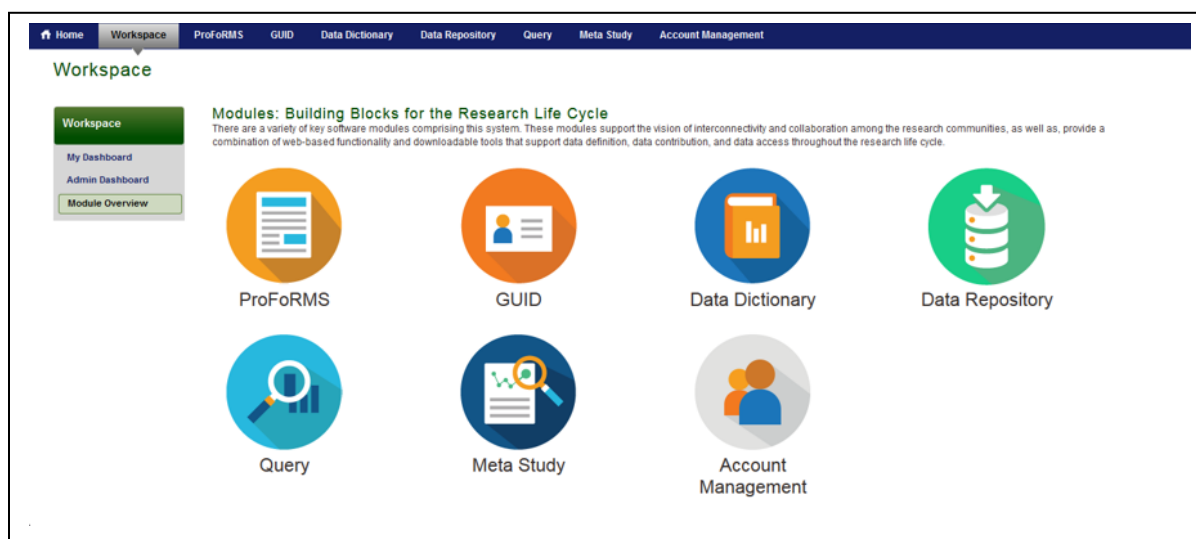 Home Workspace ProFoRMS GUID Data Dictionary Data Repository Query Meta Study Account Management
Workspace
Workspace
My Dashboard
Admin Dashboard
Module Overview
Modules: Building Blocks for the Research Life Cycle
There are a variety of key software modules comprising this system. These modules support the vision of interconnectivity and collaboration among the research communities, as well as, provide a
combination of web-based functionality and downloadable tools that support data definition, data contribution, and data access throughout the research life cycle.
ProFoRMS GUID Data Dictionary Data Repository
Query Meta Study Account
Management